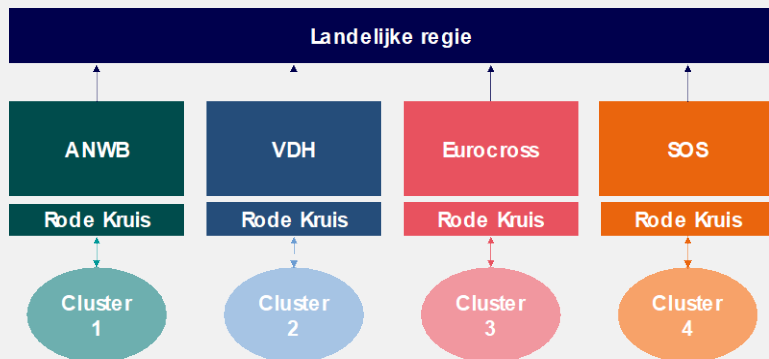 Landelijke regie
ANWB
VDH
Eurocross
SOS
Rode Kruis
Rode Kruis
Rode Kruis
Rode Kruis
Cluster
1
Cluster
2
Cluster
3
Cluster
4